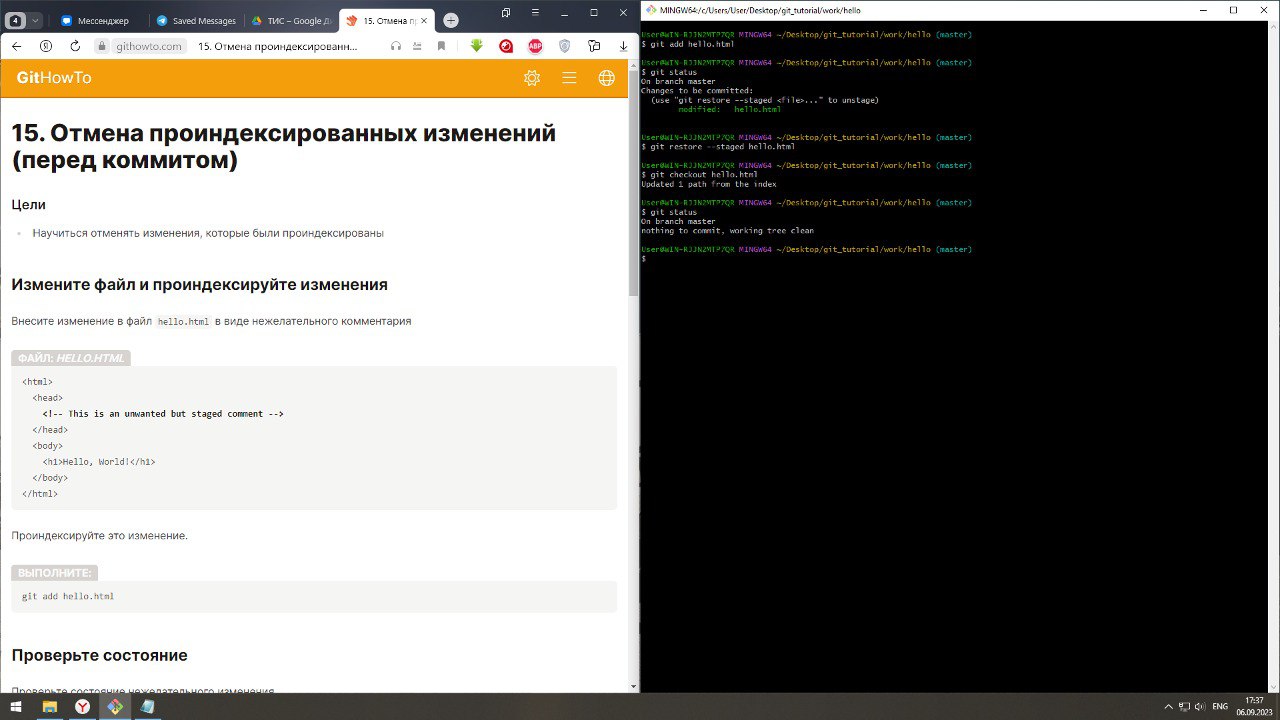 4
Мессенджер
Saved Messages
ТИС – Google Д
15. Отмена п
githowto.com
15. Отмена проиндексированн...
ABP
GitHowTo
15. Отмена проиндексированных изменений
(перед коммитом)
Цели
Научиться отменять изменения, которые были проиндексированы
Измените файл и проиндексируйте изменения
Внесите изменение в файл hello.html в виде нежелательного комментария
ФАЙЛ: HELLO.HTML
<html>
<head>
<!-- This is an unwanted but staged comment -->
</head>
<body>
<h1>Hello, World!</h1>
</body>
</html>
Проиндексируйте это изменение.
ВЫПОЛНИТЕ:
git add hello.html
Проверьте состояние
Проверьте состояние нежелательного изменения
MINGW64:/c/Users/User/Desktop/git_tutorial/work/hello
User@WIN-RJJN2MTP7QR MINGW64 ~/Desktop/git_tutorial/work/hello (master)
$ git add hello.html
User@WIN-RJJN2MTP7QR MINGW64 ~/Desktop/git_tutorial/work/hello (master)
$ git status
On branch master
Changes to be committed:
(use "git restore --staged <file>..." to unstage)
modified: hello.html
User@WIN-RJJN2MTP7QR MINGW64 ~/Desktop/git_tutorial/work/hello (master)
$ git restore --staged hello.html
User@WIN-RJJN2MTP7QR MINGW64 ~/Desktop/git_tutorial/work/hello (master)
$ git checkout hello.html
Updated 1 path from the index
User@WIN-RJJN2MTP7QR MINGW64 ~/Desktop/git_tutorial/work/hello (master)
$ git status
On branch master
nothing to commit, working tree clean
User@WIN-RJJN2MTP7QR MINGW64 ~/Desktop/git_tutorial/work/hello (master)
$
ENG
17:37
06.09.2023